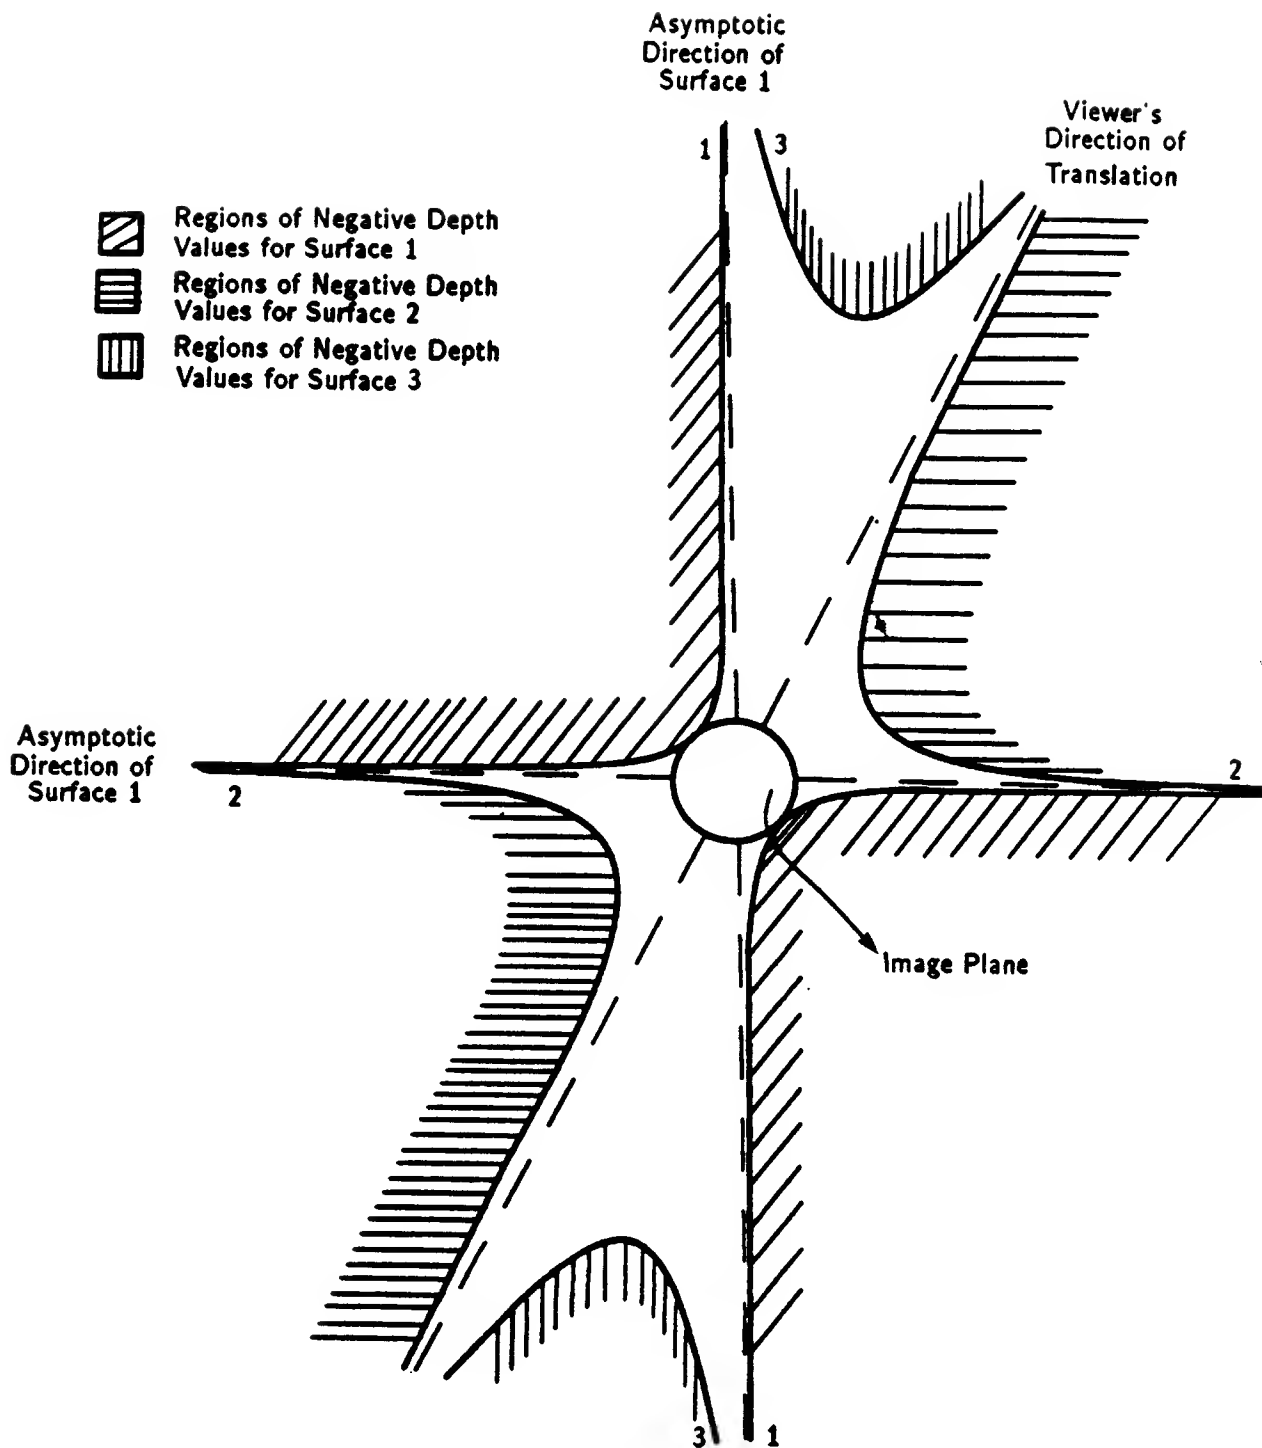 Asymptotic
Direction of
Surface 1
Viewer's
Direction of
Translation
1
3
Regions of Negative Depth
Values for Surface 1
Regions of Negative Depth
Values for Surface 2
Regions of Negative Depth
Values for Surface 3
Asymptotic
Direction of
Surface 1
2
2
Image Plane
3
1